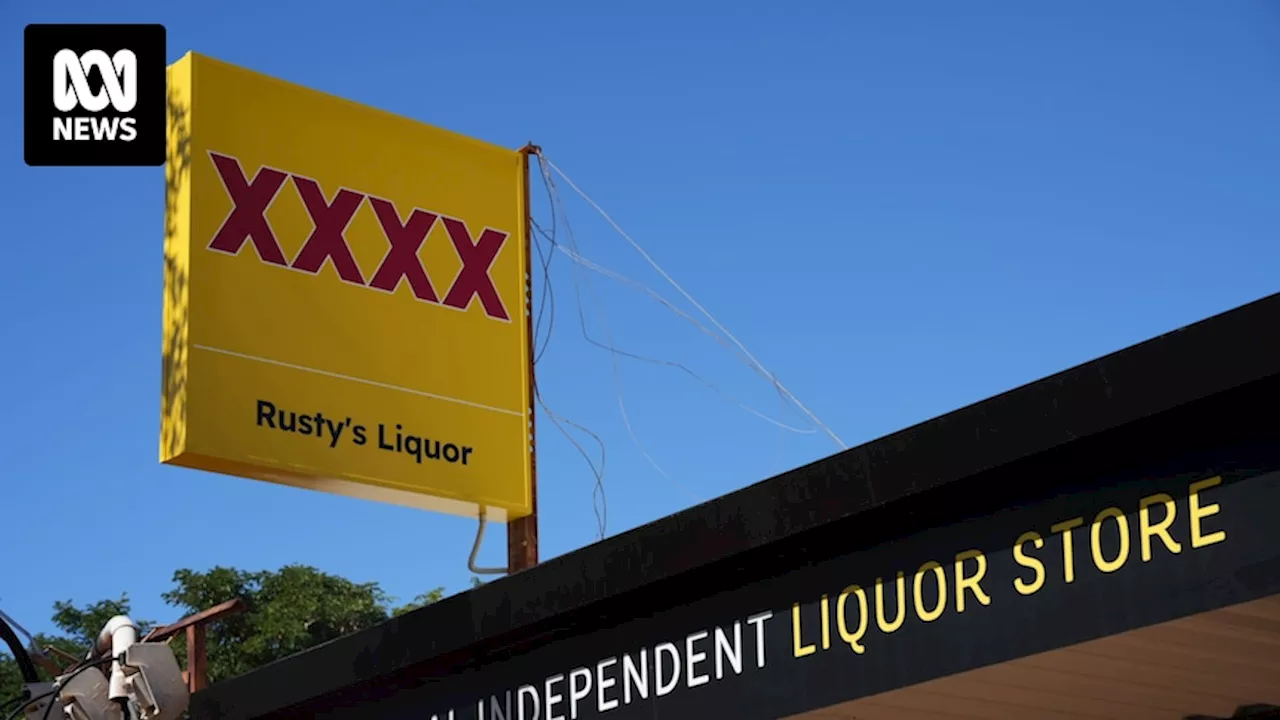 NEWS
XXXX
Rusty's Liquor
INDEPENDENT LIQUOR STORE